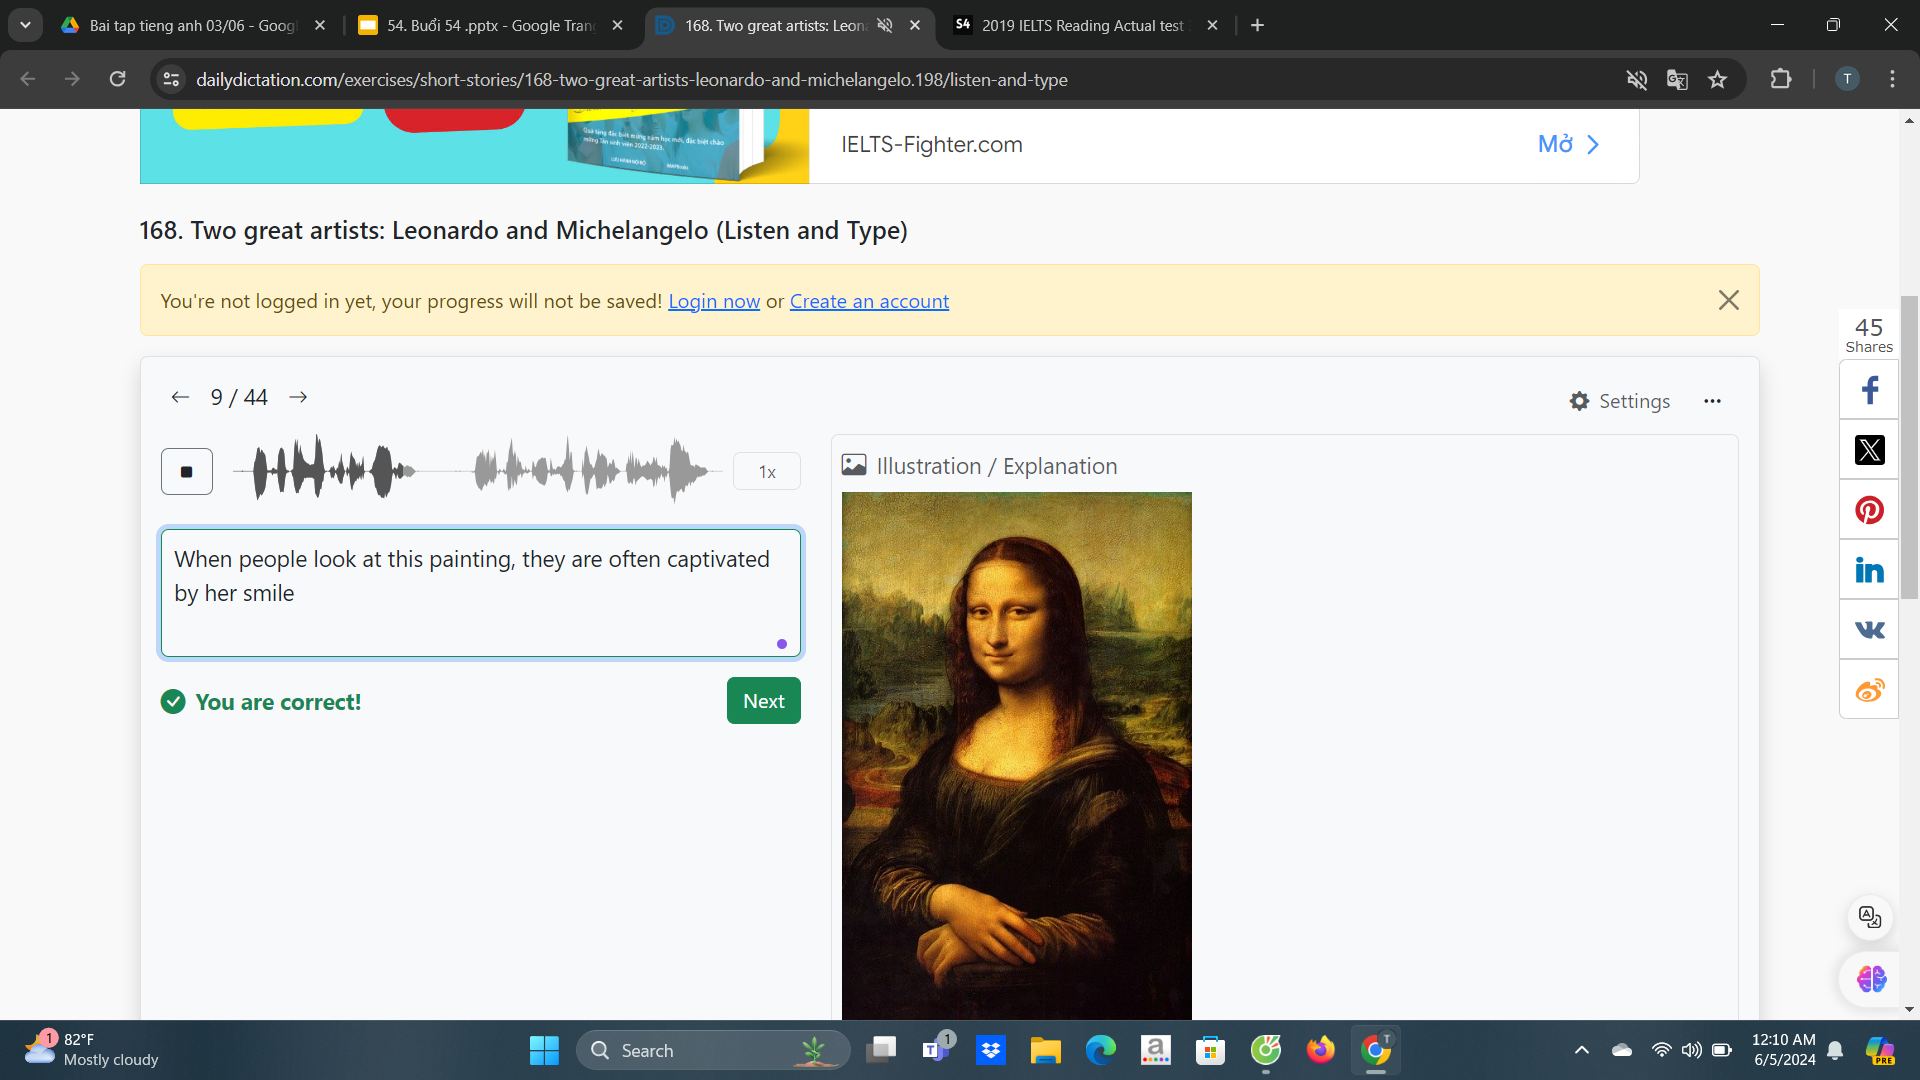 Bai tap tieng anh 03/06 - Googl
54. Buổi 54 .pptx - Google Tran
168. Two great artists: Leon
S4
2019 IELTS Reading Actual test
dailydictation.com/exercises/short-stories/168-two-great-artists-leonardo-and-michelangelo.198/listen-and-type
T
IELTS-Fighter.com
Mở
168. Two great artists: Leonardo and Michelangelo (Listen and Type)
You're not logged in yet, your progress will not be saved! Login now or Create an account
45
Shares
9 / 44
Settings
1x
Illustration / Explanation
When people look at this painting, they are often captivated
by her smile
You are correct!
Next
1
82°F
Mostly cloudy
Search
1
T
12:10 AM
6/5/2024
PRE